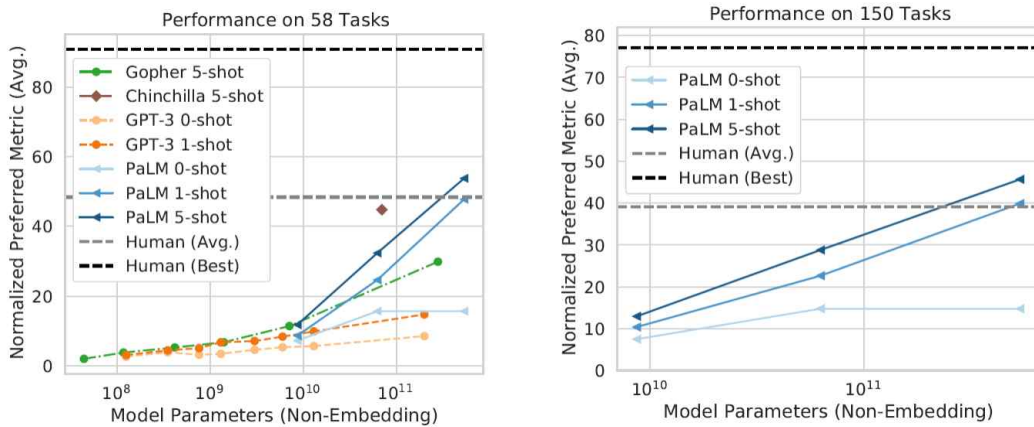 Performance on 58 Tasks
Normalized Preferred Metric (Avg.)
80
60
40
20
0
Gopher 5-shot
Chinchilla 5-shot
GPT-3 0-shot
GPT-3 1-shot
PaLM 0-shot
PaLM 1-shot
PaLM 5-shot
Human (Avg.)
Human (Best)
10^8
10^9
10^10
10^11
Model Parameters (Non-Embedding)
Performance on 150 Tasks
Normalized Preferred Metric (Avg.)
80
70
60
50
40
30
20
10
0
PaLM 0-shot
PaLM 1-shot
PaLM 5-shot
Human (Avg.)
Human (Best)
10^10
10^11
Model Parameters (Non-Embedding)